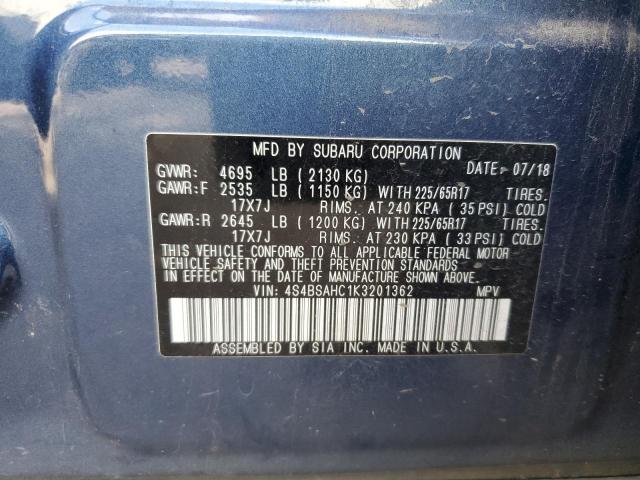 MFD BY SUBARU CORPORATION
GVWR: 4695 LB ( 2130 KG) DATE: 07/18
GAWR:F 2535 LB ( 1150 KG) WITH 225/65R17 TIRES.
17X7J RIMS. AT 240 KPA ( 35 PSI) COLD
GAWR:R 2645 LB ( 1200 KG) WITH 225/65R17 TIRES.
17X7J RIMS. AT 230 KPA ( 33 PSI) COLD
THIS VEHICLE CONFORMS TO ALL APPLICABLE FEDERAL MOTOR
VEHICLE SAFETY AND THEFT PREVENTION STANDARDS
IN EFFECT ON THE DATE OF MANUFACTURE SHOWN ABOVE.
VIN: 4S4BSAHC1K3201362 MPV
ASSEMBLED BY SIA INC. MADE IN U.S.A.